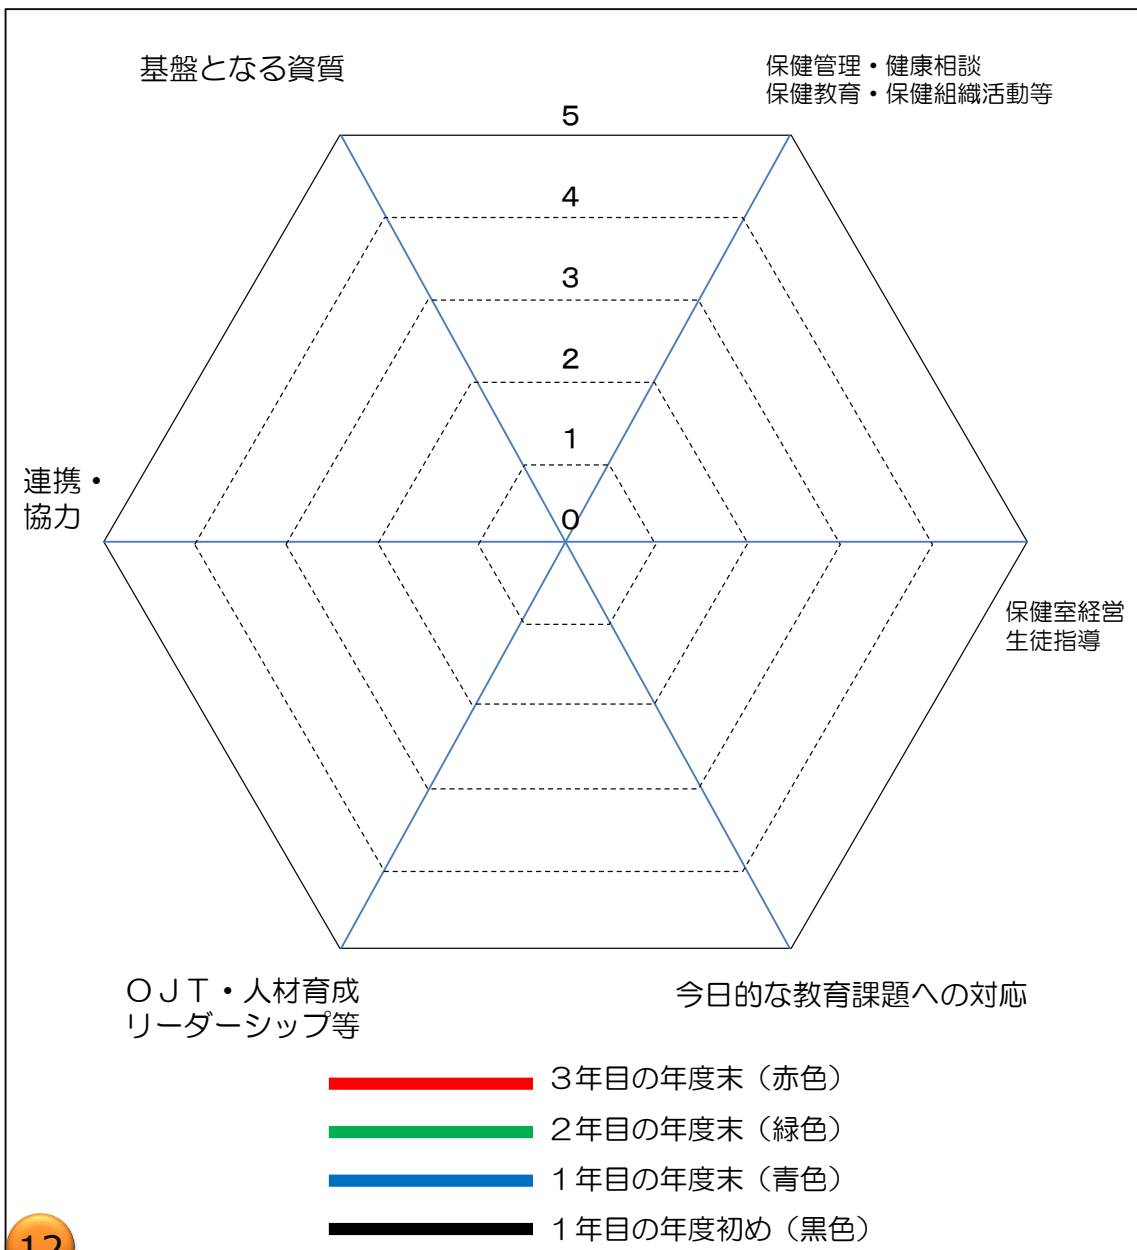 基盤となる資質
保健管理・健康相談
保健教育・保健組織活動等
5
4
3
2
1
0
連携・
協力
保健室経営
生徒指導
ＯＪＴ・人材育成
リーダーシップ等
今日的な教育課題への対応
３年目の年度末（赤色）
２年目の年度末（緑色）
１年目の年度末（青色）
１年目の年度初め（黒色）
12